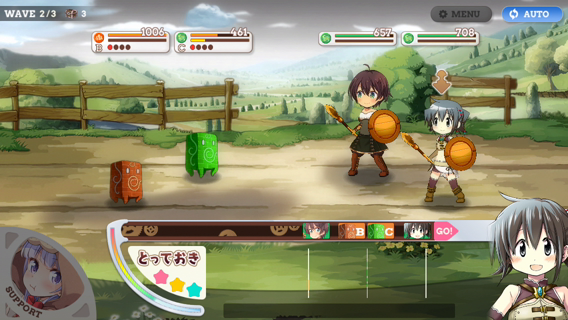 WAVE 2/3 3
MENU
AUTO
1006
B
461
C
657
708
B
C
GO!
とっておき
SUPPORT